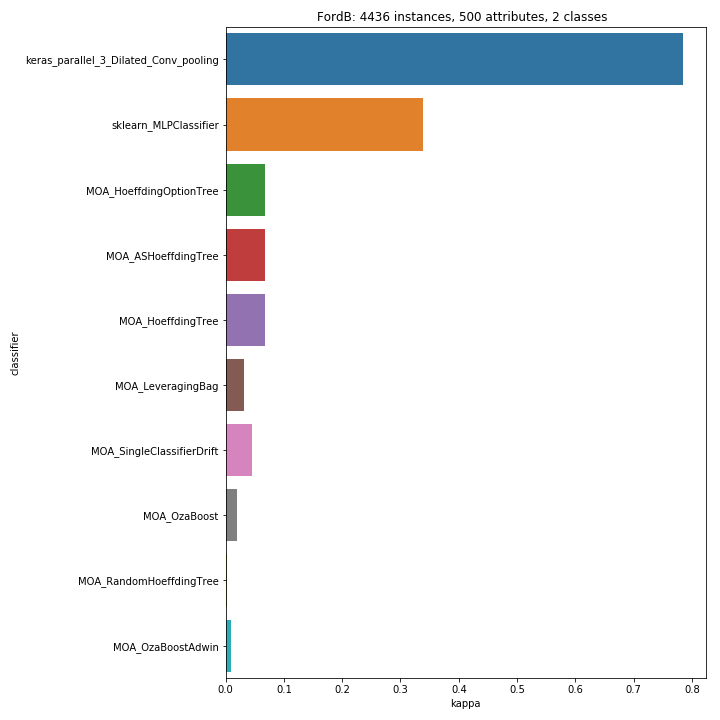 FordB: 4436 instances, 500 attributes, 2 classes
keras_parallel_3_Dilated_Conv_pooling
sklearn_MLPClassifier
MOA_HoeffdingOptionTree
MOA_ASHoeffdingTree
MOA_HoeffdingTree
MOA_LeveragingBag
MOA_SingleClassifierDrift
MOA_OzaBoost
MOA_RandomHoeffdingTree
MOA_OzaBoostAdwin
classifier
0.0 0.1 0.2 0.3 0.4 0.5 0.6 0.7 0.8
kappa